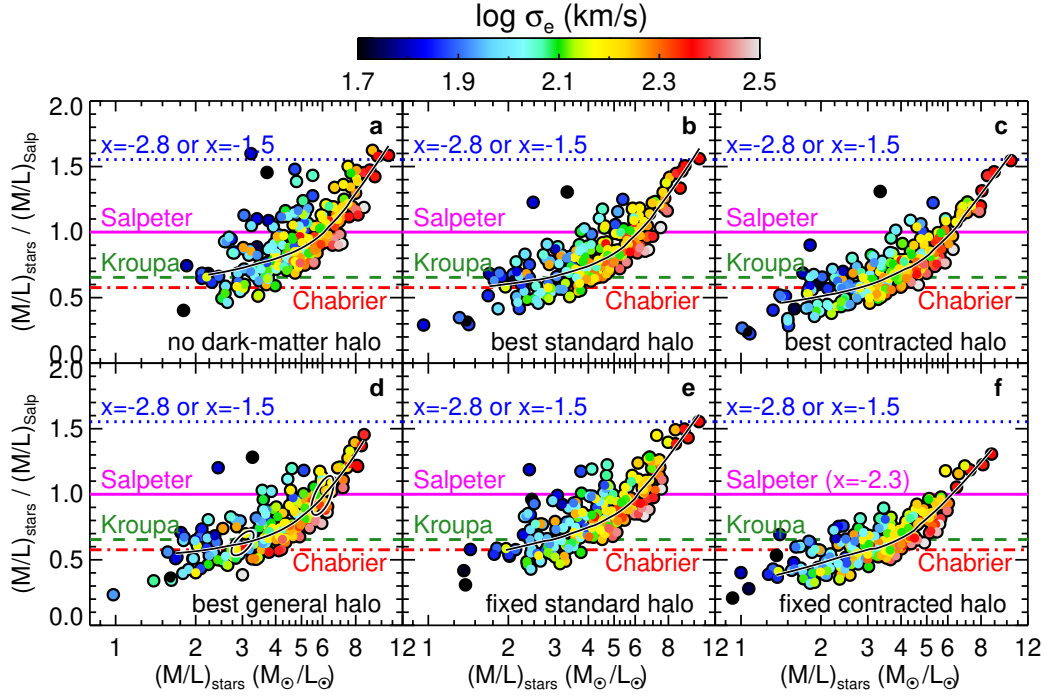 log σe (km/s)
1.7 1.9 2.1 2.3 2.5
2.0
1.5
1.0
0.5
0.0
(M/L)stars / (M/L)Salp
a
x=-2.8 or x=-1.5
Salpeter
Kroupa
Chabrier
no dark-matter halo
b
x=-2.8 or x=-1.5
Salpeter
Kroupa
Chabrier
best standard halo
c
x=-2.8 or x=-1.5
Salpeter
Kroupa
Chabrier
best contracted halo
2.0
1.5
1.0
0.5
0.0
(M/L)stars / (M/L)Salp
d
x=-2.8 or x=-1.5
Salpeter
Kroupa
Chabrier
best general halo
e
x=-2.8 or x=-1.5
Salpeter
Kroupa
Chabrier
fixed standard halo
f
x=-2.8 or x=-1.5
Salpeter (x=-2.3)
Kroupa
Chabrier
fixed contracted halo
1 2 3 4 5 6 8 12
1 2 3 4 5 6 8 12
1 2 3 4 5 6 8 12
(M/L)stars (M⊙/L⊙)
(M/L)stars (M⊙/L⊙)
(M/L)stars (M⊙/L⊙)